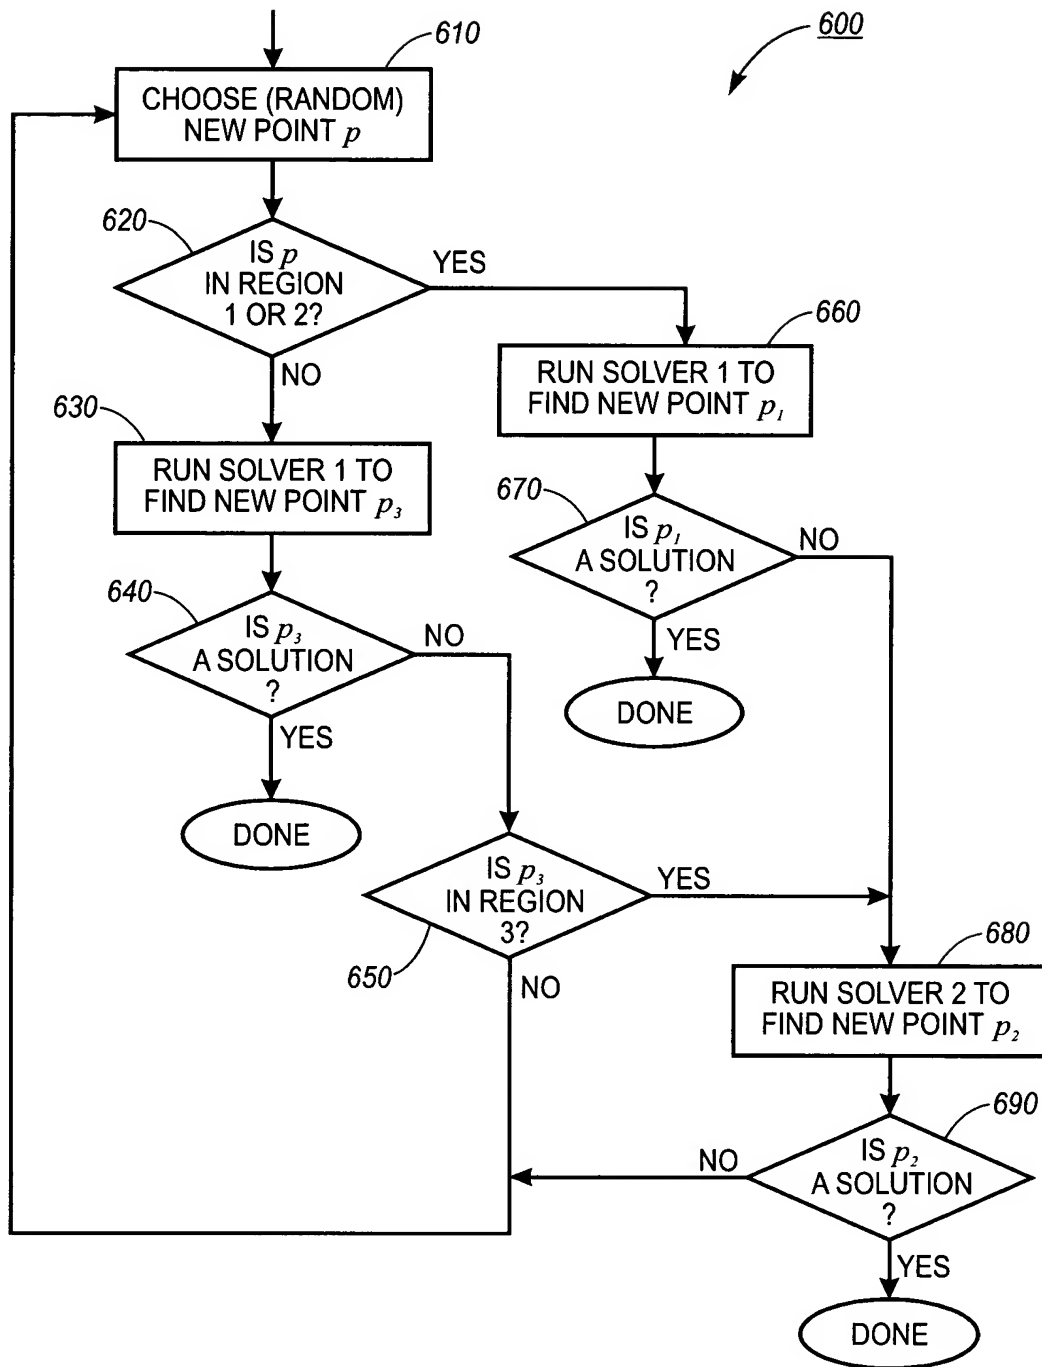 600
610
CHOOSE (RANDOM)
NEW POINT p
620
IS p
IN REGION
1 OR 2?
YES
NO
660
RUN SOLVER 1 TO
FIND NEW POINT p₁
630
RUN SOLVER 1 TO
FIND NEW POINT p₃
670
IS p₁
A SOLUTION
?
NO
YES
DONE
640
IS p₃
A SOLUTION
?
NO
YES
DONE
IS p₃
IN REGION
3?
YES
650
NO
680
RUN SOLVER 2 TO
FIND NEW POINT p₂
690
IS p₂
A SOLUTION
?
NO
YES
DONE